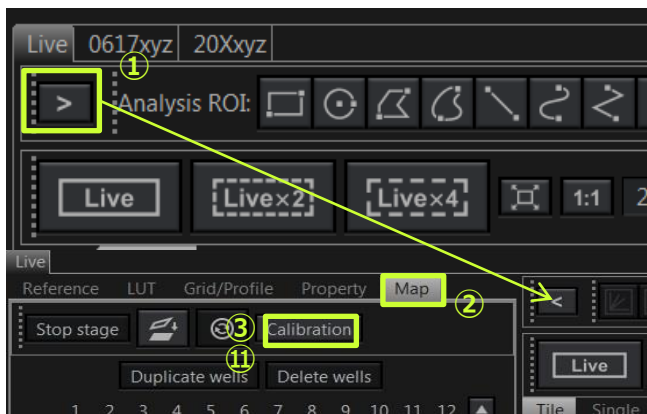 Live 0617xyz 20Xxyz
①
> Analysis ROI:
Live Live×2 Live×4 1:1 2
Live
Reference LUT Grid/Profile Property Map ② <
Stop stage ③ Calibration
⑪ Live
Duplicate wells Delete wells
1 2 3 4 5 6 7 8 9 10 11 12 Tile Single